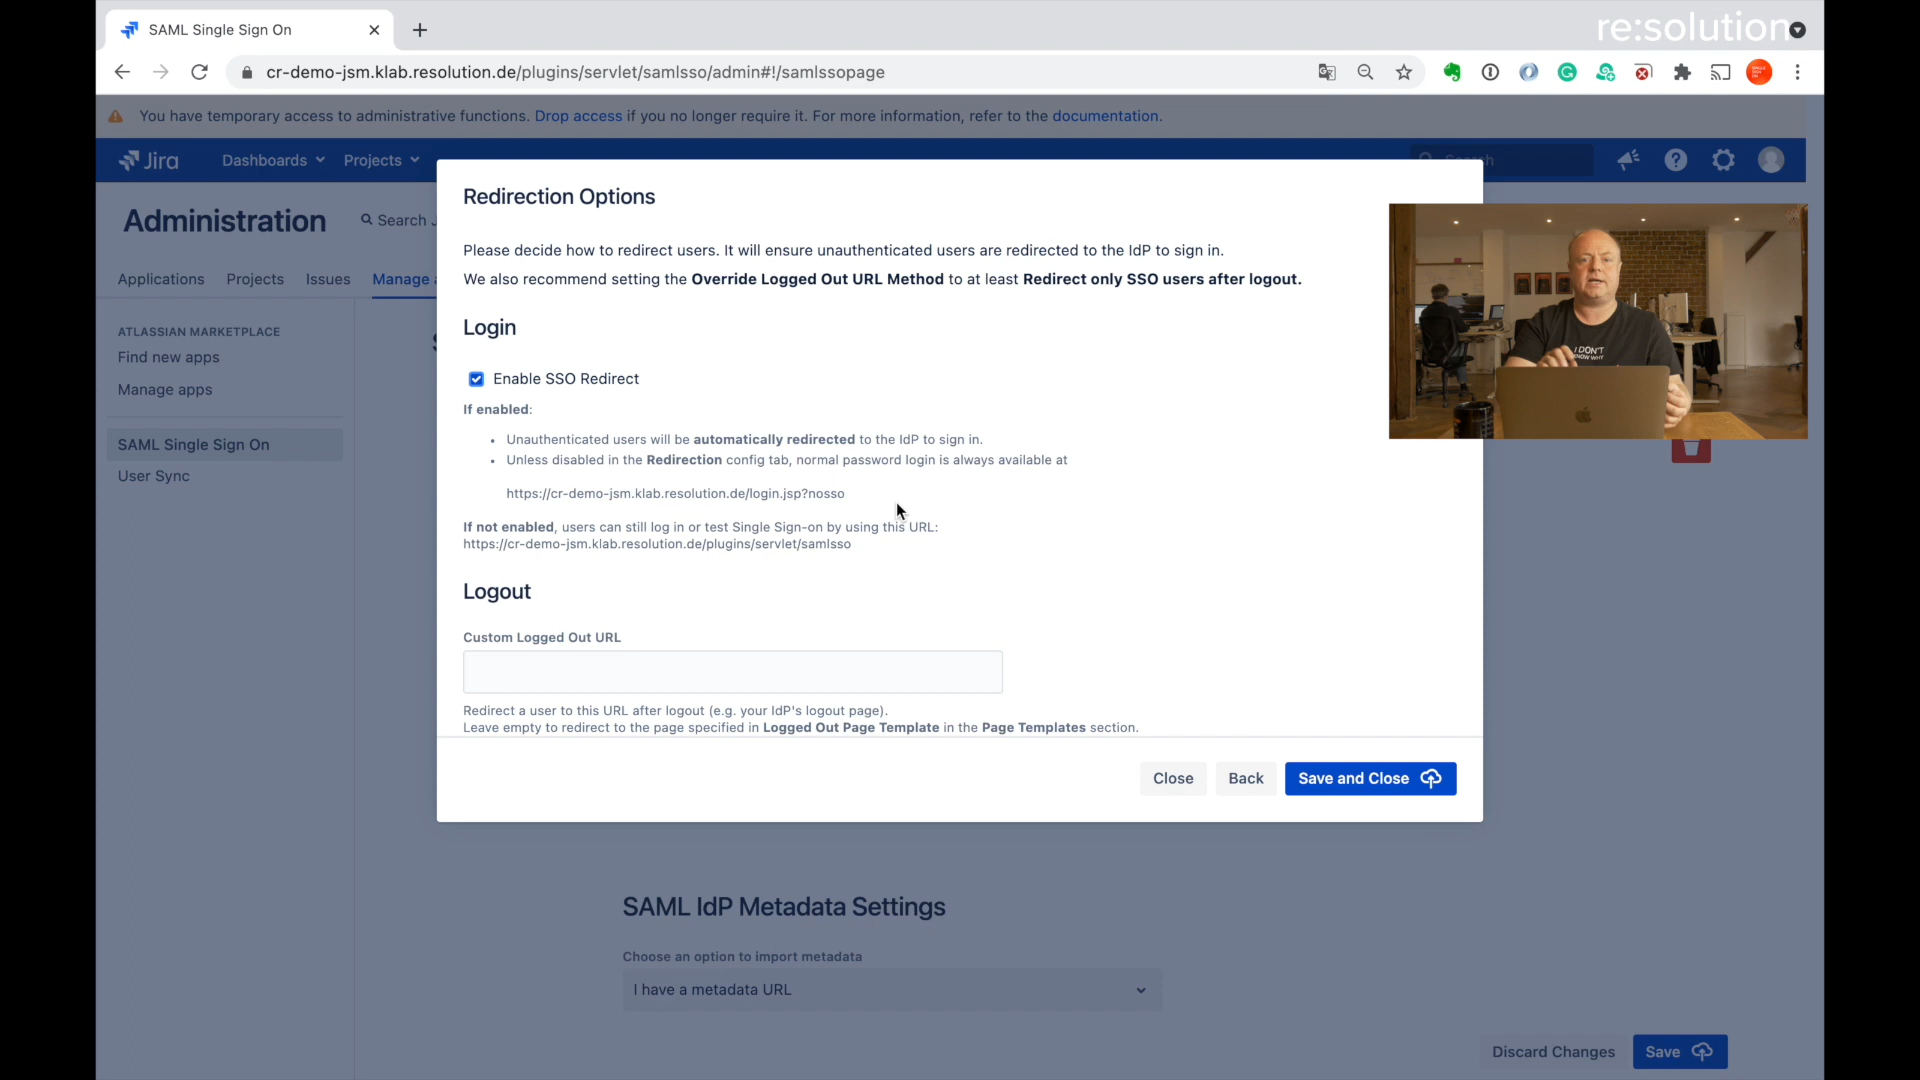 SAML Single Sign On
re:solution
cr-demo-jsm.klab.resolution.de/plugins/servlet/samlsso/admin#!/samlssopage
You have temporary access to administrative functions. Drop access if you no longer require it. For more information, refer to the documentation.
Jira
Dashboards
Projects
Search
Administration
Search J
Applications
Projects
Issues
Manage a
ATLASSIAN MARKETPLACE
Find new apps
Manage apps
SAML Single Sign On
User Sync
Redirection Options
Please decide how to redirect users. It will ensure unauthenticated users are redirected to the IdP to sign in.
We also recommend setting the Override Logged Out URL Method to at least Redirect only SSO users after logout.
Login
Enable SSO Redirect
If enabled:
Unauthenticated users will be automatically redirected to the IdP to sign in.
Unless disabled in the Redirection config tab, normal password login is always available at
https://cr-demo-jsm.klab.resolution.de/login.jsp?nosso
If not enabled, users can still log in or test Single Sign-on by using this URL:
https://cr-demo-jsm.klab.resolution.de/plugins/servlet/samlsso
Logout
Custom Logged Out URL
Redirect a user to this URL after logout (e.g. your IdP's logout page).
Leave empty to redirect to the page specified in Logged Out Page Template in the Page Templates section.
Close
Back
Save and Close
I DON'T
KNOW WHY
SAML IdP Metadata Settings
Choose an option to import metadata
I have a metadata URL
Discard Changes
Save